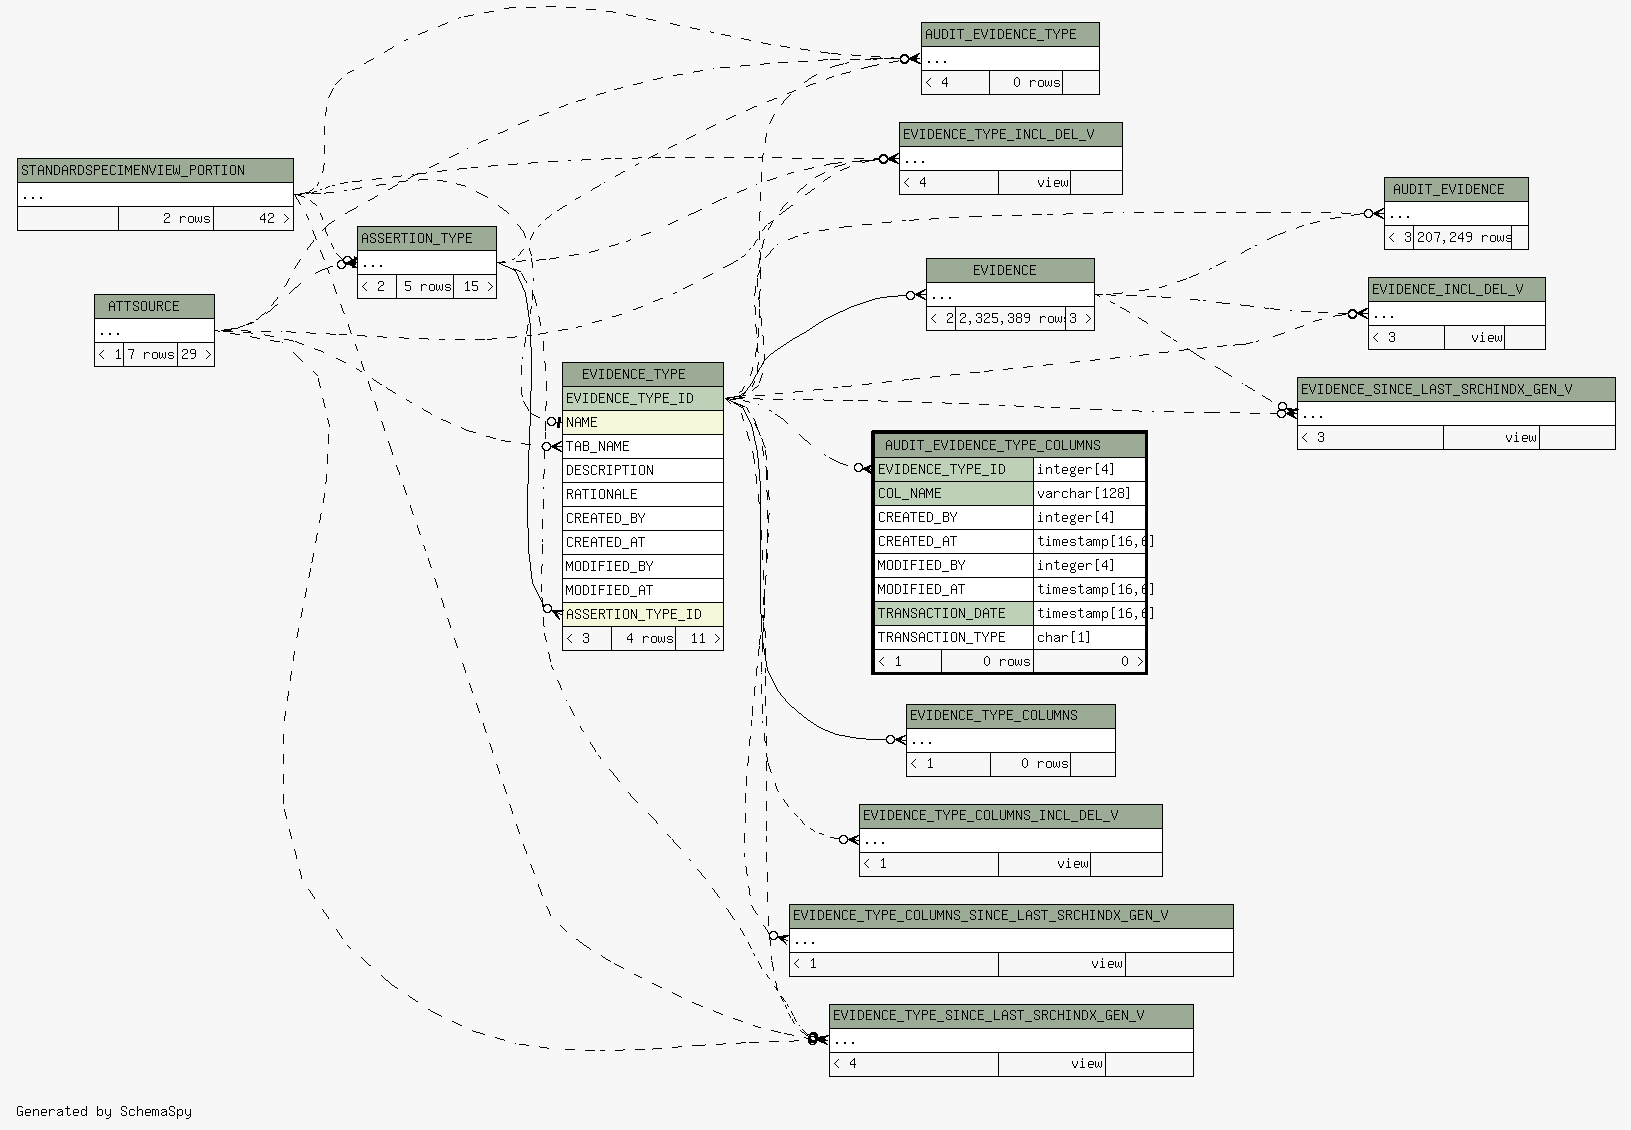 AUDIT_EVIDENCE_TYPE
...
< 4 0 rows
EVIDENCE_TYPE_INCL_DEL_V
...
< 4 view
STANDARDSPECIMENVIEW_PORTION
...
2 rows 42 >
AUDIT_EVIDENCE
...
< 3 207,249 rows
ASSERTION_TYPE
...
< 2 5 rows 15 >
EVIDENCE
...
< 2 2,325,389 rows 3 >
EVIDENCE_INCL_DEL_V
...
< 3 view
ATTSOURCE
...
< 1 7 rows 29 >
EVIDENCE_TYPE
EVIDENCE_TYPE_ID
NAME
TAB_NAME
DESCRIPTION
RATIONALE
CREATED_BY
CREATED_AT
MODIFIED_BY
MODIFIED_AT
ASSERTION_TYPE_ID
< 3 4 rows 11 >
EVIDENCE_SINCE_LAST_SRCHINDX_GEN_V
...
< 3 view
AUDIT_EVIDENCE_TYPE_COLUMNS
EVIDENCE_TYPE_ID integer[4]
COL_NAME varchar[128]
CREATED_BY integer[4]
CREATED_AT timestamp[16,6]
MODIFIED_BY integer[4]
MODIFIED_AT timestamp[16,6]
TRANSACTION_DATE timestamp[16,6]
TRANSACTION_TYPE char[1]
< 1 0 rows 0 >
EVIDENCE_TYPE_COLUMNS
...
< 1 0 rows
EVIDENCE_TYPE_COLUMNS_INCL_DEL_V
...
< 1 view
EVIDENCE_TYPE_COLUMNS_SINCE_LAST_SRCHINDX_GEN_V
...
< 1 view
EVIDENCE_TYPE_SINCE_LAST_SRCHINDX_GEN_V
...
< 4 view
Generated by SchemaSpy